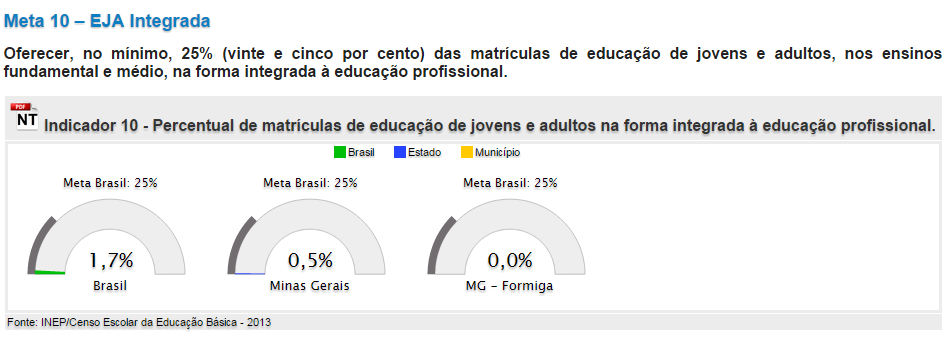 Meta 10 – EJA Integrada
Oferecer, no mínimo, 25% (vinte e cinco por cento) das matrículas de educação de jovens e adultos, nos ensinos
fundamental e médio, na forma integrada à educação profissional.
PDF
NT
Indicador 10 - Percentual de matrículas de educação de jovens e adultos na forma integrada à educação profissional.
Brasil Estado Município
Meta Brasil: 25% Meta Brasil: 25% Meta Brasil: 25%
1,7% 0,5% 0,0%
Brasil Minas Gerais MG - Formiga
Fonte: INEP/Censo Escolar da Educação Básica - 2013